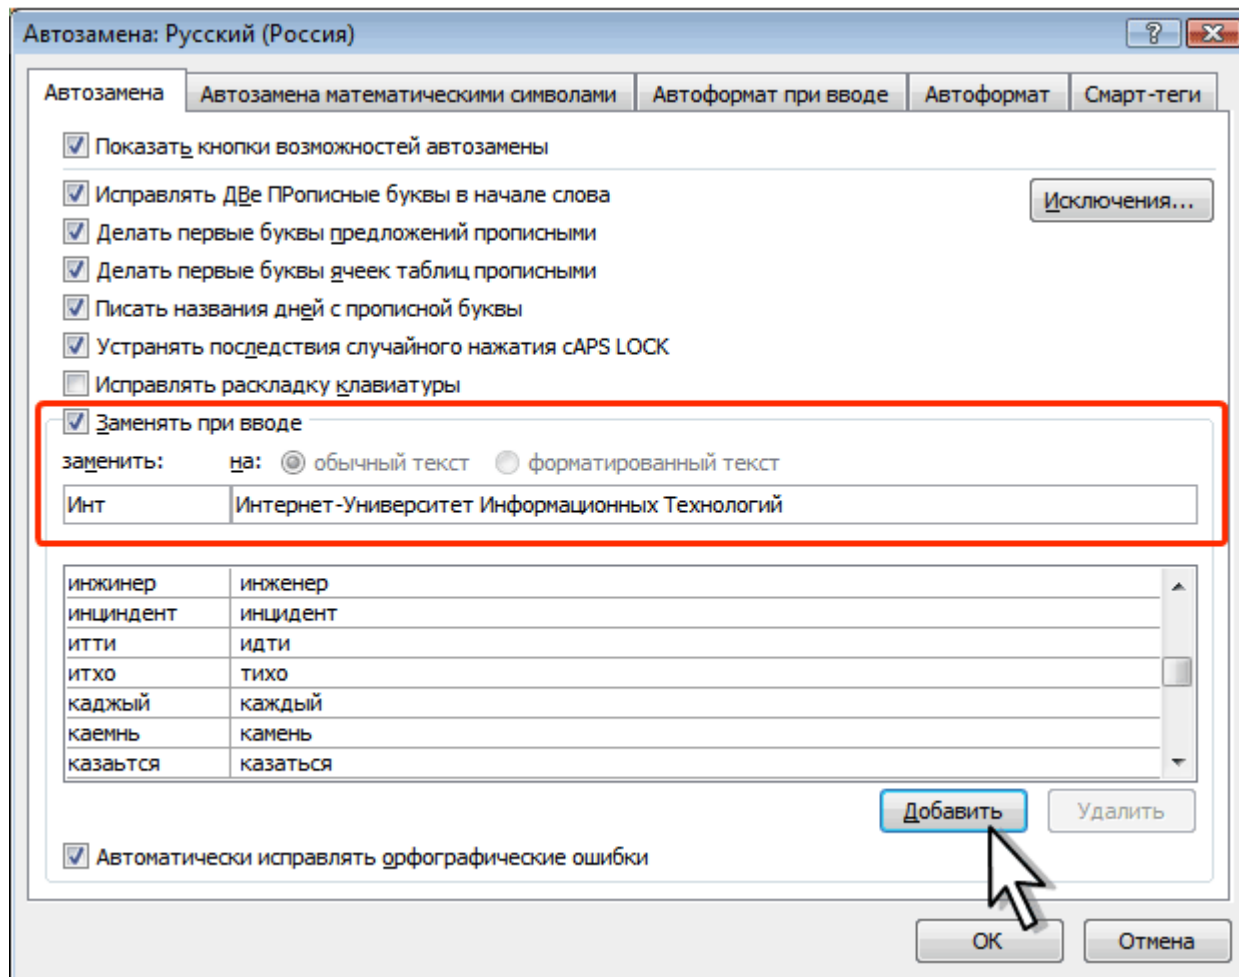 Автозамена: Русский (Россия)
Автозамена Автозамена математическими символами Автоформат при вводе Автоформат Смарт-теги
Показать кнопки возможностей автозамены
Исправлять ДВе ПРописные буквы в начале слова
Исключения...
Делать первые буквы предложений прописными
Делать первые буквы ячеек таблиц прописными
Писать названия дней с прописной буквы
Устранять последствия случайного нажатия cAPS LOCK
Исправлять раскладку клавиатуры
Заменять при вводе
заменить: на: обычный текст форматированный текст
Инт Интернет-Университет Информационных Технологий
инжинер инженер
инциндент инцидент
итти идти
итхо тихо
каджый каждый
каемнь камень
казаьтся казаться
Добавить Удалить
Автоматически исправлять орфографические ошибки
ОК Отмена